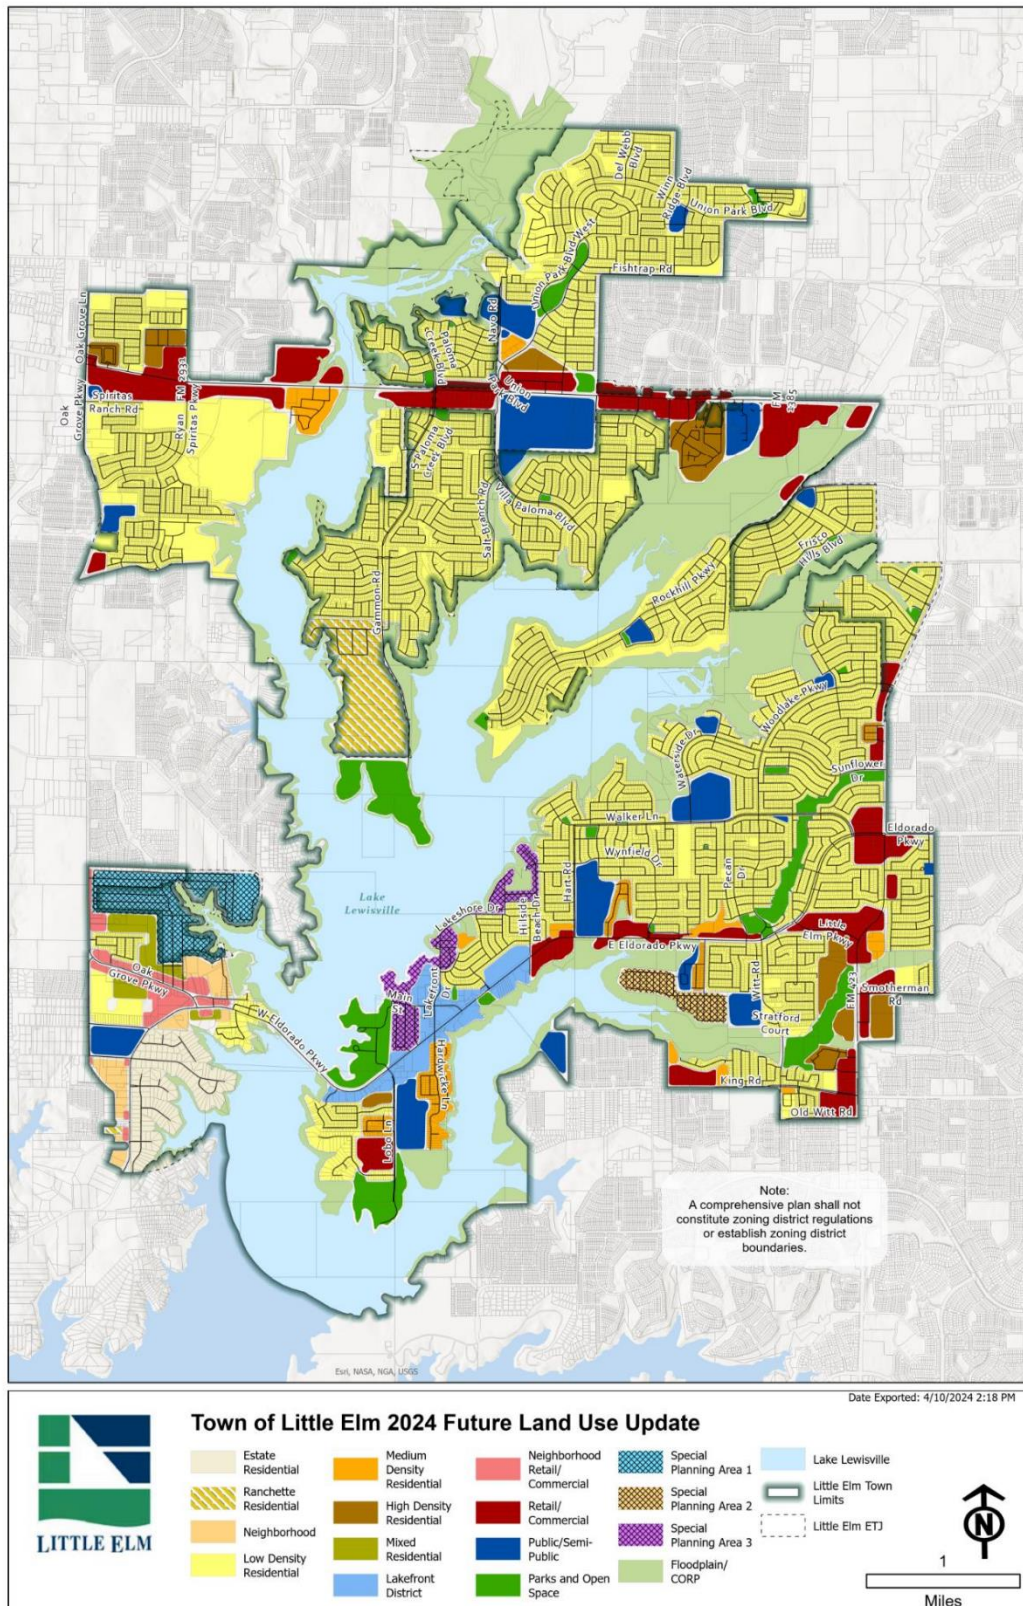 Del Webb
Blvd
Winn
Ridge Blvd
Union Park Blvd
Union Park Blvd West
Fishtrap Rd
Navo Rd
Paloma
Creek Blvd
Oak Grove Ln
Oak
Grove Pkwy
FM 2931
Ryan
Spiritas Pkwy
Spiritas
Ranch Rd
Union
Park Blvd
FM
2385
S Paloma
Creek Blvd
Villa Paloma Blvd
Salt Branch Rd
Gammon Rd
Rockhill Pkwy
Frisco
Hills Blvd
Woodlake Pkwy
Waterside Dr
Sunflower
Dr
Walker Ln
Wynfield Dr
Pecan
Dr
Eldorado
Pkwy
Hart Rd
Hillside
Beach Dr
Lake
Lewisville
Lakeshore Dr
E Eldorado Pkwy
Little
Elm Pkwy
Oak
Grove Pkwy
W Eldorado Pkwy
Main
St
Lakefront
Dr
Hardwicke Ln
Lobo Ln
Witt Rd
Stratford
Court
FM 423
Smotherman
Rd
King Rd
Old Witt Rd
Note:
A comprehensive plan shall not
constitute zoning district regulations
or establish zoning district
boundaries.
Esri, NASA, NGA, USGS
Date Exported: 4/10/2024 2:18 PM
Town of Little Elm 2024 Future Land Use Update
LITTLE ELM
Estate
Residential
Ranchette
Residential
Neighborhood
Low Density
Residential
Medium
Density
Residential
High Density
Residential
Mixed
Residential
Lakefront
District
Neighborhood
Retail/
Commercial
Retail/
Commercial
Public/Semi-
Public
Parks and Open
Space
Special
Planning Area 1
Special
Planning Area 2
Special
Planning Area 3
Floodplain/
CORP
Lake Lewisville
Little Elm Town
Limits
Little Elm ETJ
N
1
Miles